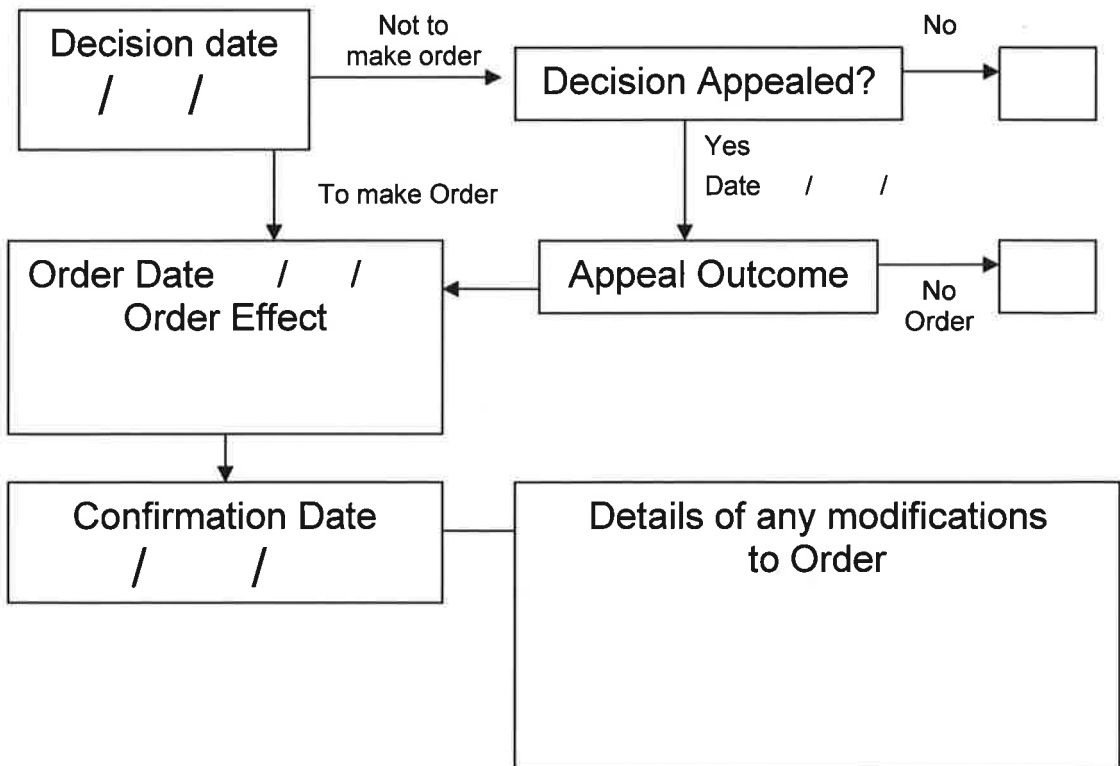 Decision date
/ /
Not to
make order
Decision Appealed?
No
To make Order
Yes
Date / /
Order Date / /
Order Effect
Appeal Outcome
No
Order
Confirmation Date
/ /
Details of any modifications
to Order